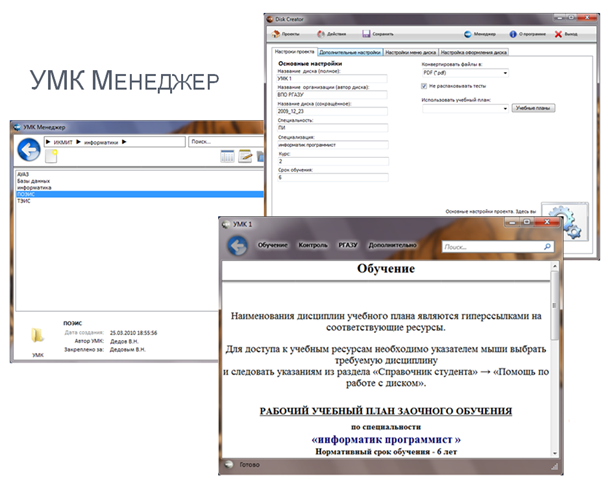 УМК Менеджер
Disk Creator
Проекты
Действия
Сохранить
Менеджер
О программе
Выход
Настроки проекта
Дополнительные настройки
Настройки меню диска
Настройка оформления диска
Основные настройки
Название диска (полное):
УМК 1
Название организации (автор диска):
ВПО РГАЗУ
Название диска (сокращённое):
2009_12_23
Специальность:
ПИ
Специализация:
информатик программист
Курс:
2
Срок обучения:
6
Конвертировать файлы в:
PDF (*.pdf)
Не распаковывать тесты
Использовать учебный план:
Учебные планы
Основные настройки проекта. Здесь вы
УМК Менеджер
ИКМИТ
информатика
Поиск...
АУАЗ
Базы данных
информатика
ПОЭИС
ТЭИС
ПОЭИС
Дата создания: 25.03.2010 18:55:56
Автор УМК: Дедов В.Н.
Закреплено за: Дедовым В.Н.
УМК
УМК 1
Обучение
Контроль
РГАЗУ
Дополнительно
Поиск...
Обучение
Наименования дисциплин учебного плана являются гиперссылками на
соответствующие ресурсы.
Для доступа к учебным ресурсам необходимо указателем мыши выбрать
требуемую дисциплину
и следовать указаниям из раздела «Справочник студента» → «Помощь по
работе с диском».
РАБОЧИЙ УЧЕБНЫЙ ПЛАН ЗАОЧНОГО ОБУЧЕНИЯ
по специальности
«информатик программист »
Нормативный срок обучения - 6 лет
Готово